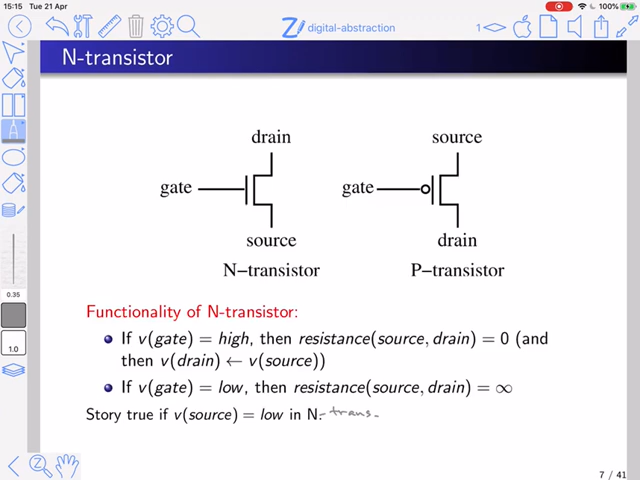 15:15 Tue 21 Apr
100%
digital-abstraction
1
N-transistor
drain
source
gate
gate
source
drain
N-transistor
P-transistor
Functionality of N-transistor:
If v(gate) = high, then resistance(source, drain) = 0 (and
then v(drain) ← v(source))
0.35
If v(gate) = low, then resistance(source, drain) = ∞
1.0
Story true if v(source) = low in N-trans.
7 / 41